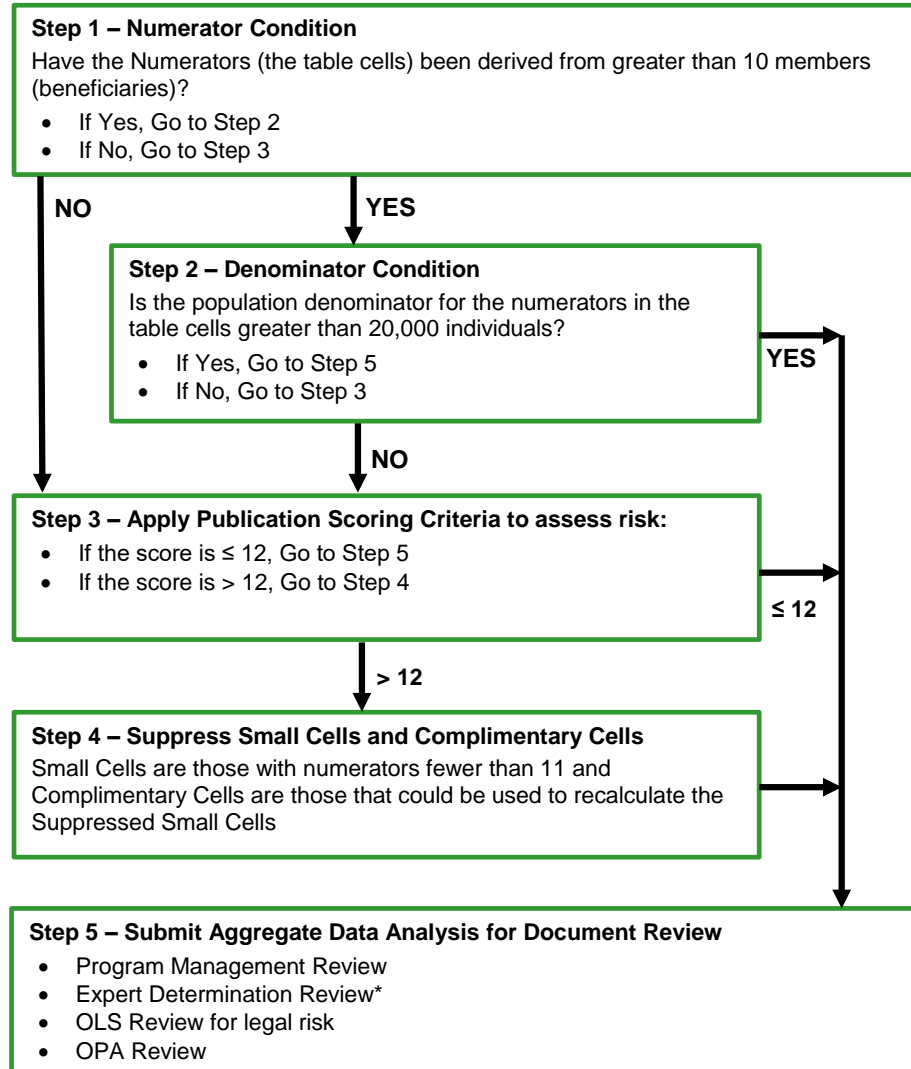 Step 1 – Numerator Condition
Have the Numerators (the table cells) been derived from greater than 10 members
(beneficiaries)?
• If Yes, Go to Step 2
• If No, Go to Step 3
NO
YES
Step 2 – Denominator Condition
Is the population denominator for the numerators in the
table cells greater than 20,000 individuals?
• If Yes, Go to Step 5
• If No, Go to Step 3
YES
NO
Step 3 – Apply Publication Scoring Criteria to assess risk:
• If the score is ≤ 12, Go to Step 5
• If the score is > 12, Go to Step 4
≤ 12
> 12
Step 4 – Suppress Small Cells and Complimentary Cells
Small Cells are those with numerators fewer than 11 and
Complimentary Cells are those that could be used to recalculate the
Suppressed Small Cells
Step 5 – Submit Aggregate Data Analysis for Document Review
• Program Management Review
• Expert Determination Review*
• OLS Review for legal risk
• OPA Review